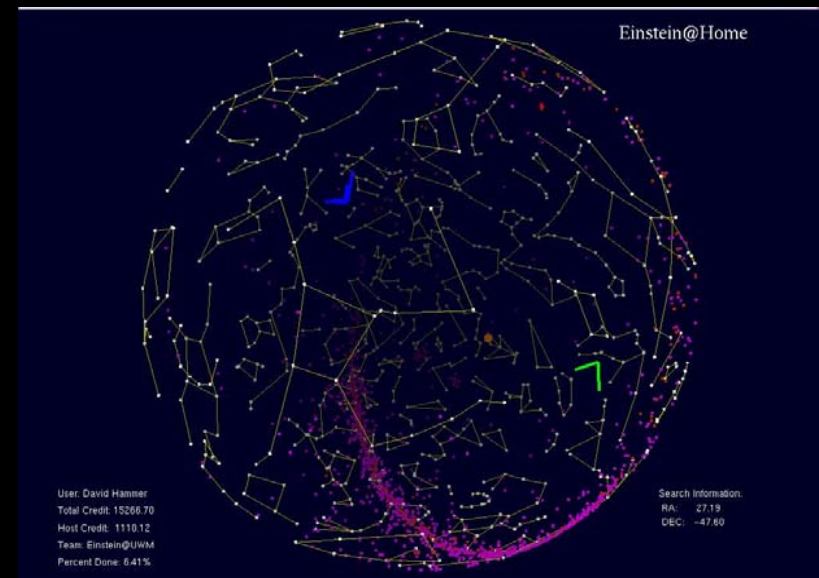 Einstein@Home
User: David Hammer
Total Credit: 15266.70
Host Credit: 1110.12
Team: Einstein@UWM
Percent Done: 6.41%
Search Information:
RA: 27.19
DEC: -47.60